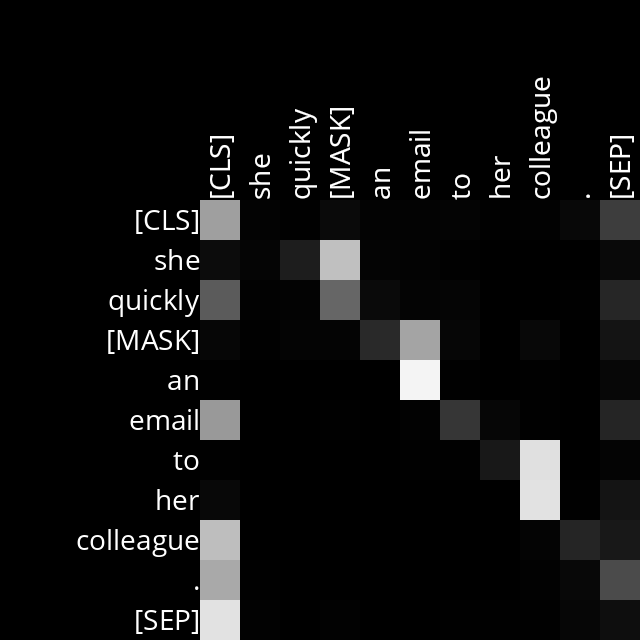 [CLS]
she
quickly
[MASK]
an
email
to
her
colleague
.
[SEP]
[CLS]
she
quickly
[MASK]
an
email
to
her
colleague
.
[SEP]